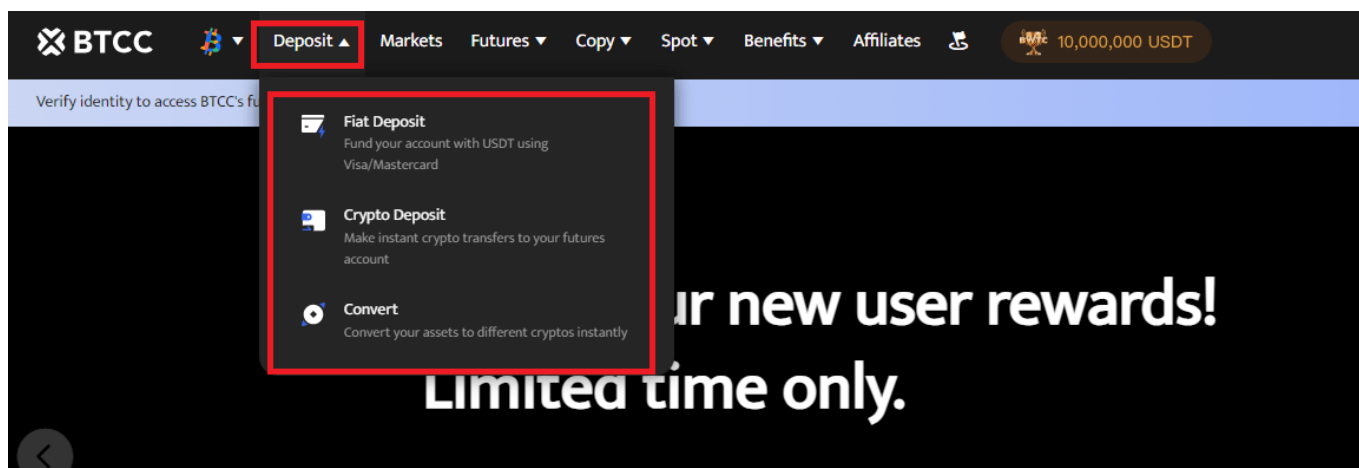 BTCC Deposit Markets Futures Copy Spot Benefits Affiliates 10,000,000 USDT
Verify identity to access BTCC's
Fiat Deposit
Fund your account with USDT using
Visa/Mastercard
Crypto Deposit
Make instant crypto transfers to your futures
account
Convert
Convert your assets to different cryptos instantly
new user rewards!
Limited time only.